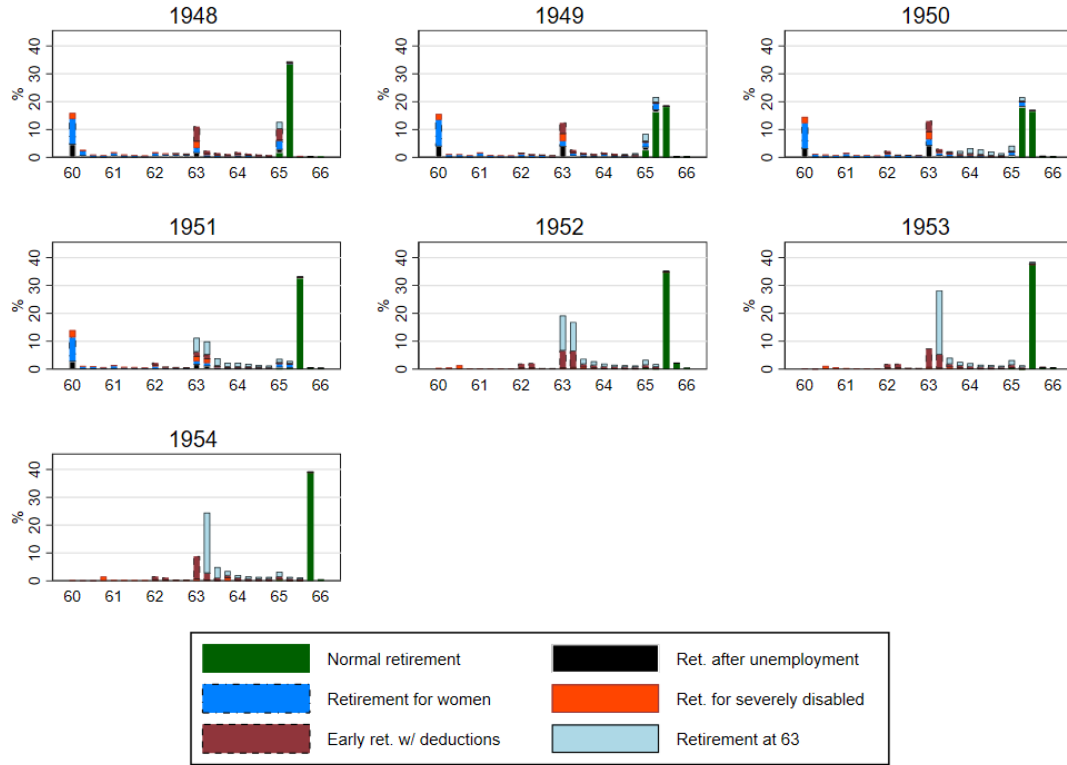 1948 1949 1950
% 0 10 20 30 40 % 0 10 20 30 40 % 0 10 20 30 40
60 61 62 63 64 65 66 60 61 62 63 64 65 66 60 61 62 63 64 65 66
1951 1952 1953
% 0 10 20 30 40 % 0 10 20 30 40 % 0 10 20 30 40
60 61 62 63 64 65 66 60 61 62 63 64 65 66 60 61 62 63 64 65 66
1954
% 0 10 20 30 40
60 61 62 63 64 65 66
Normal retirement Ret. after unemployment
Retirement for women Ret. for severely disabled
Early ret. w/ deductions Retirement at 63